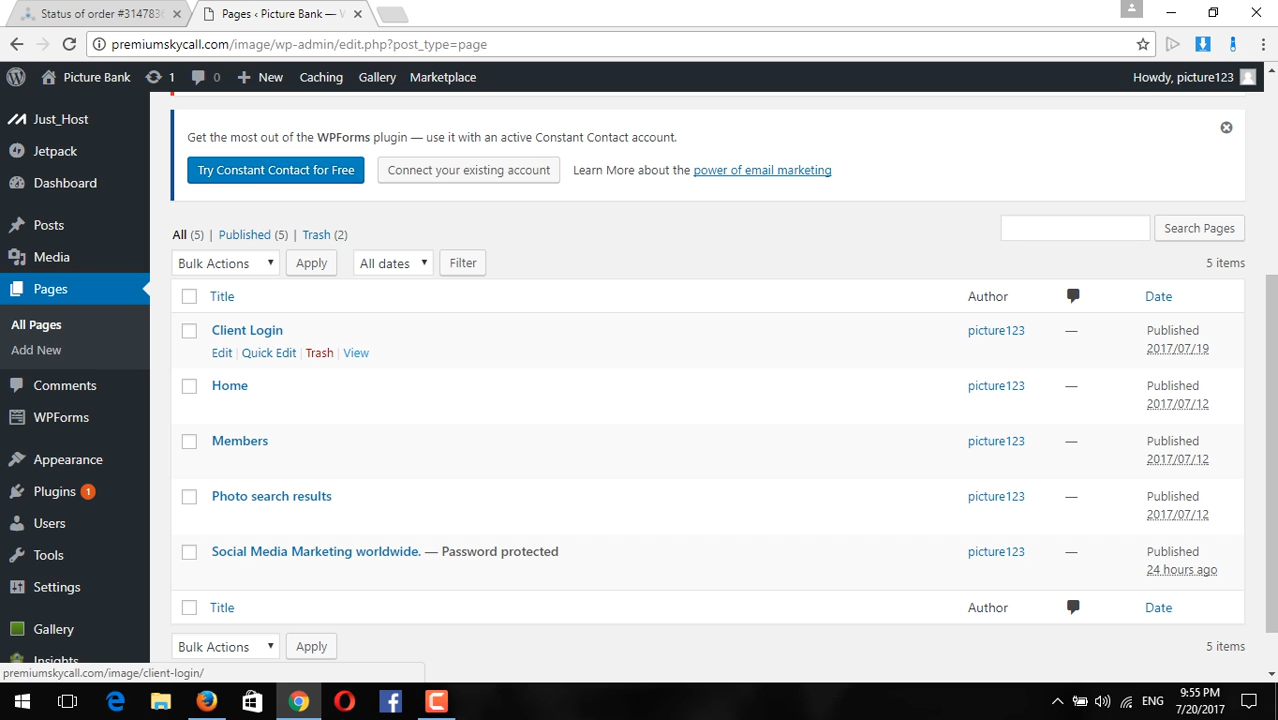 Status of order #3147836
Pages ‹ Picture Bank — W
premiumskycall.com/image/wp-admin/edit.php?post_type=page
Picture Bank 1 0 New Caching Gallery Marketplace Howdy, picture123
Just_Host
Jetpack
Dashboard
Posts
Media
Pages
All Pages
Add New
Comments
WPForms
Appearance
Plugins 1
Users
Tools
Settings
Gallery
Insights
Get the most out of the WPForms plugin — use it with an active Constant Contact account.
Try Constant Contact for Free Connect your existing account Learn More about the power of email marketing
All (5) | Published (5) | Trash (2)
Search Pages
Bulk Actions Apply All dates Filter 5 items
Title Author Date
Client Login picture123 — Published
Edit | Quick Edit | Trash | View 2017/07/19
Home picture123 — Published
2017/07/12
Members picture123 — Published
2017/07/12
Photo search results picture123 — Published
2017/07/12
Social Media Marketing worldwide. — Password protected picture123 — Published
24 hours ago
Title Author Date
Bulk Actions Apply 5 items
premiumskycall.com/image/client-login/
ENG 9:55 PM
7/20/2017